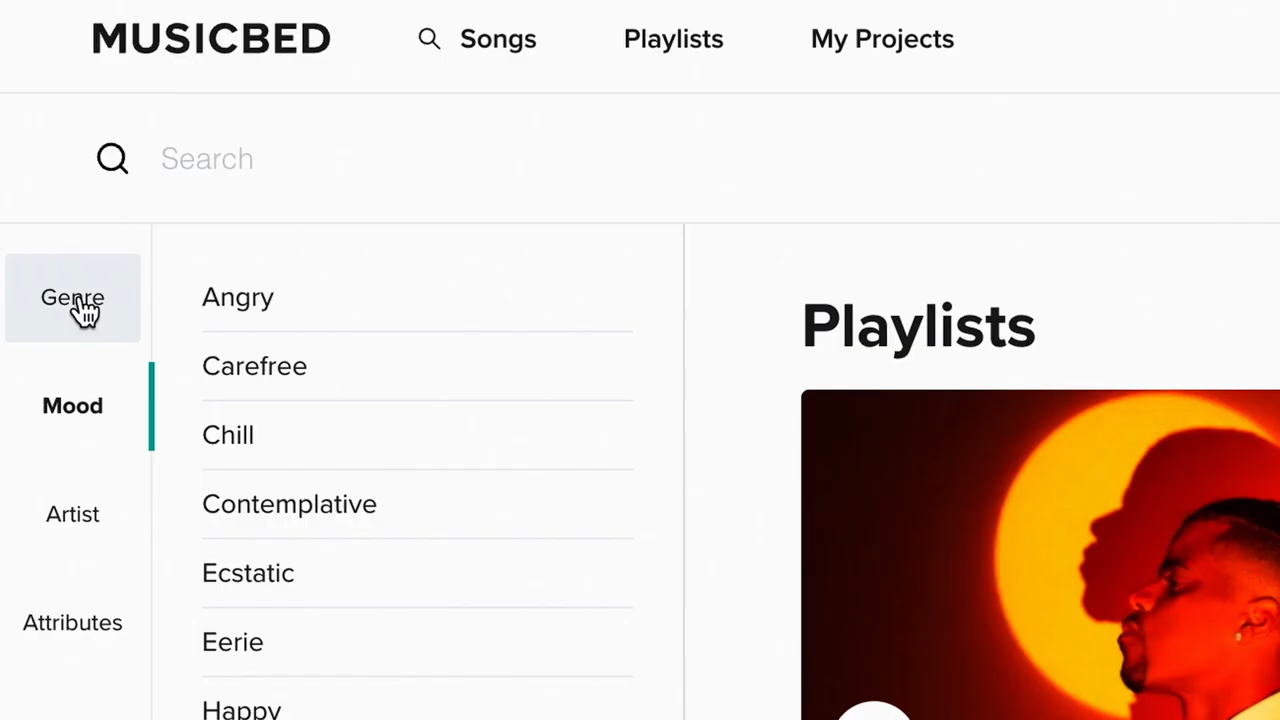 MUSICBED
Songs
Playlists
My Projects
Search
Genre
Mood
Artist
Attributes
Angry
Carefree
Chill
Contemplative
Ecstatic
Eerie
Happy
Playlists